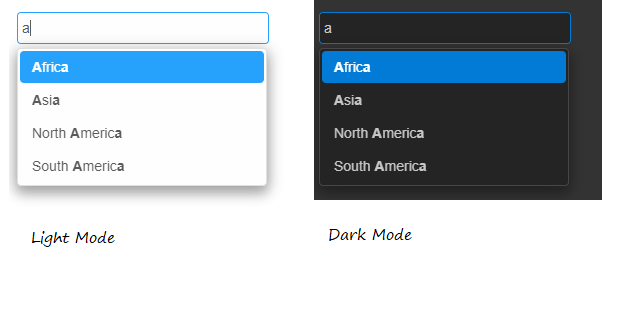 a
Africa
Asia
North America
South America
Light Mode
a
Africa
Asia
North America
South America
Dark Mode